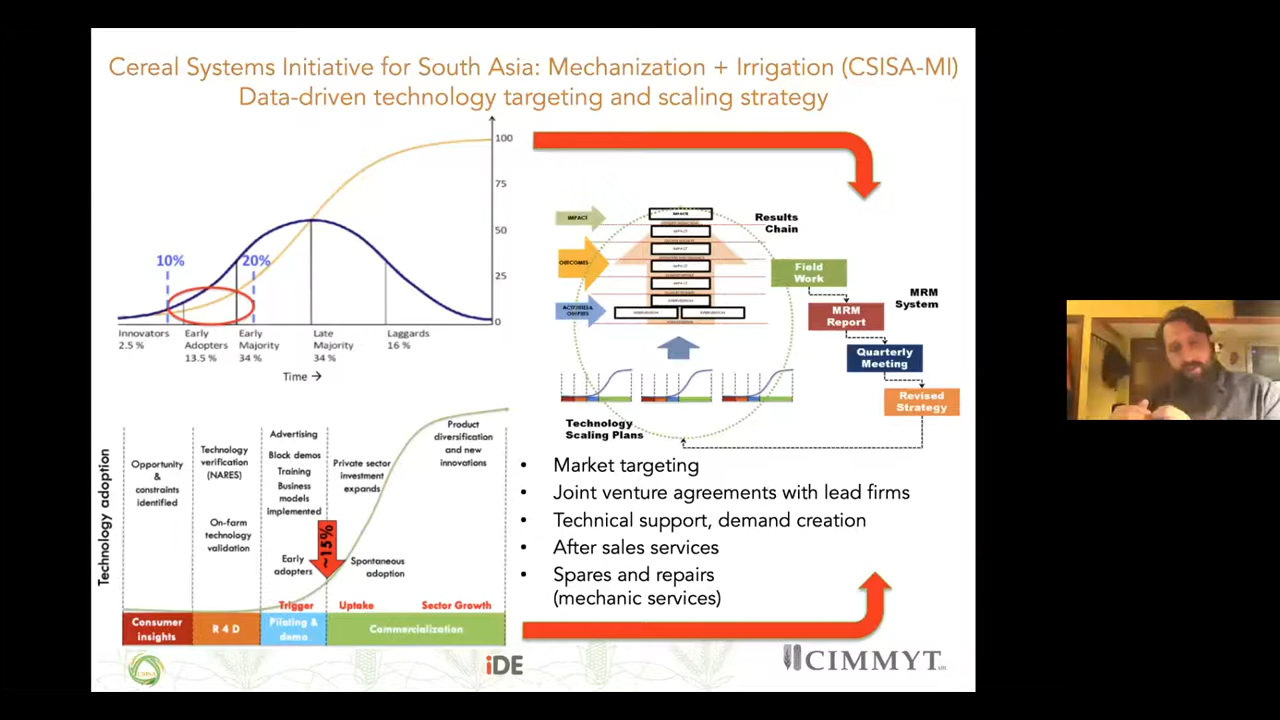 Cereal Systems Initiative for South Asia: Mechanization + Irrigation (CSISA-MI)
Data-driven technology targeting and scaling strategy
100
75
50
25
0
10%
20%
Innovators
2.5 %
Early
Adopters
13.5 %
Early
Majority
34 %
Late
Majority
34 %
Laggards
16 %
Time →
IMPACT
OUTCOMES
Results
Chain
Field
Work
MRM
System
MRM
Report
Quarterly
Meeting
Revised
Strategy
Technology
Scaling Plans
Technology adoption
Opportunity
&
constraints
identified
Technology
verification
(NARES)
On-farm
technology
validation
Advertising
Block demos
Training
Business
models
implemented
Early
adopters
~15%
Private sector
investment
expands
Spontaneous
adoption
Product
diversification
and new
innovations
Trigger
Uptake
Sector Growth
Consumer
insights
R 4 D
Piloting &
demo
Commercialization
• Market targeting
• Joint venture agreements with lead firms
• Technical support, demand creation
• After sales services
• Spares and repairs
(mechanic services)
CSISA
iDE
CIMMYT